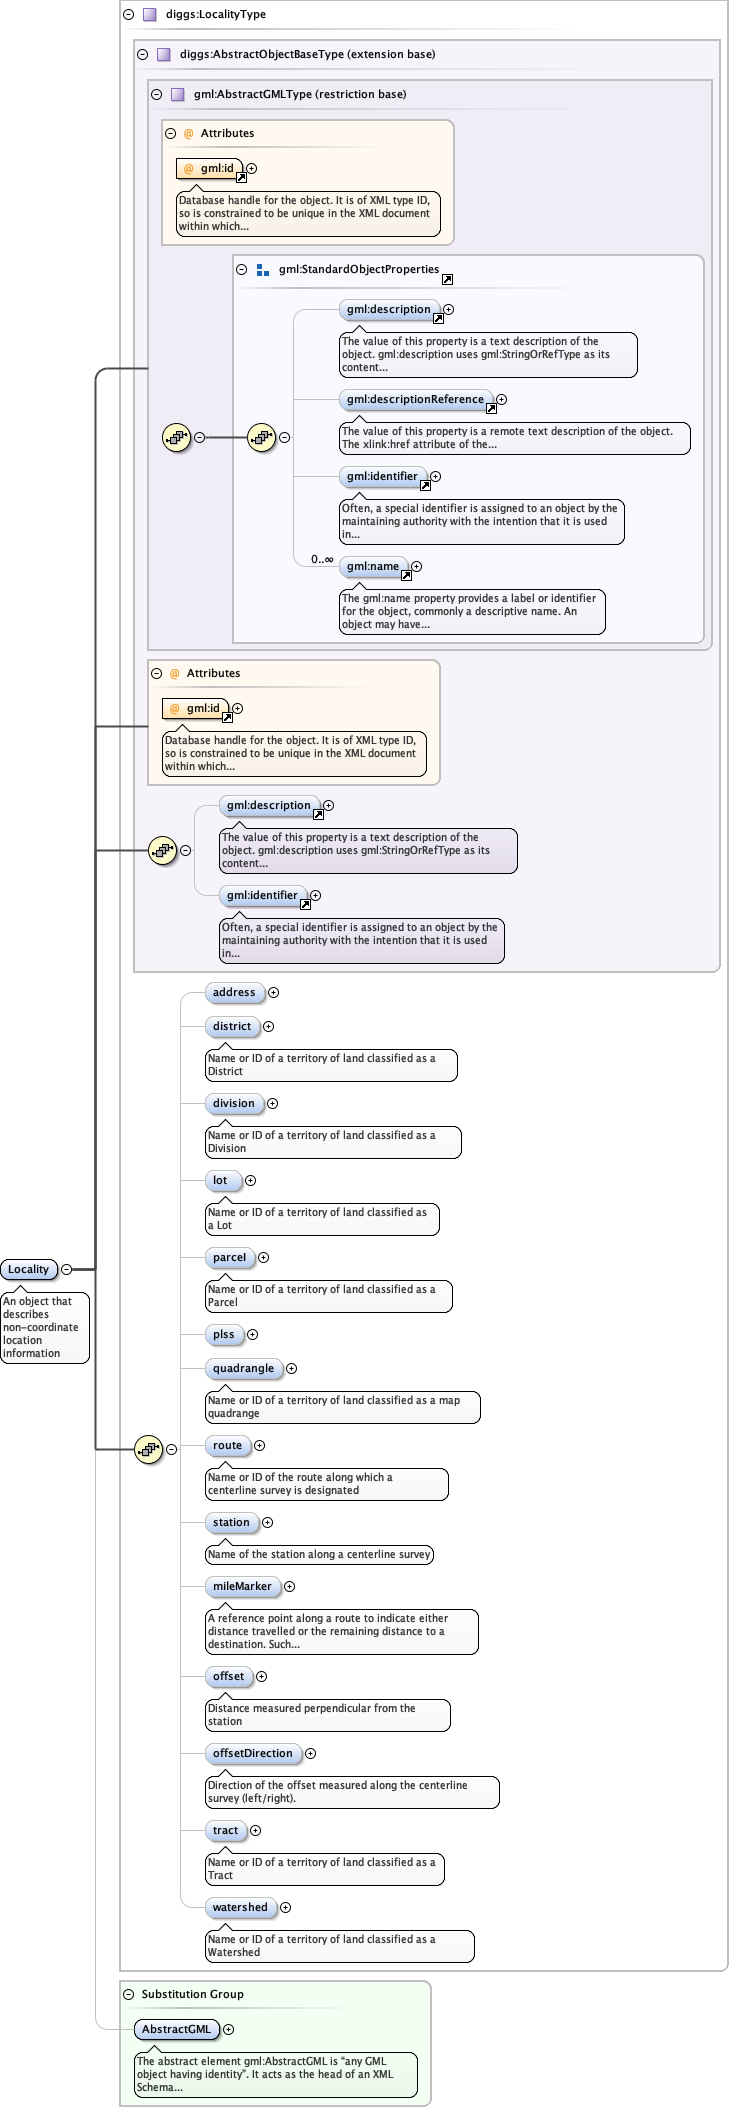 diggs:LocalityType
diggs:AbstractObjectBaseType (extension base)
gml:AbstractGMLType (restriction base)
Attributes
@ gml:id
Database handle for the object. It is of XML type ID,
so is constrained to be unique in the XML document
within which...
gml:StandardObjectProperties
gml:description
The value of this property is a text description of the
object. gml:description uses gml:StringOrRefType as its
content...
gml:descriptionReference
The value of this property is a remote text description of the object.
The xlink:href attribute of the...
gml:identifier
Often, a special identifier is assigned to an object by the
maintaining authority with the intention that it is used
in...
0..∞
gml:name
The gml:name property provides a label or identifier
for the object, commonly a descriptive name. An
object may have...
@ Attributes
@ gml:id
Database handle for the object. It is of XML type ID,
so is constrained to be unique in the XML document
within which...
gml:description
The value of this property is a text description of the
object. gml:description uses gml:StringOrRefType as its
content...
gml:identifier
Often, a special identifier is assigned to an object by the
maintaining authority with the intention that it is used
in...
address
district
Name or ID of a territory of land classified as a
District
division
Name or ID of a territory of land classified as a
Division
lot
Name or ID of a territory of land classified as
a Lot
parcel
Name or ID of a territory of land classified as a
Parcel
Locality
An object that
describes
non-coordinate
location
information
plss
quadrangle
Name or ID of a territory of land classified as a map
quadrange
route
Name or ID of the route along which a
centerline survey is designated
station
Name of the station along a centerline survey
mileMarker
A reference point along a route to indicate either
distance travelled or the remaining distance to a
destination. Such...
offset
Distance measured perpendicular from the
station
offsetDirection
Direction of the offset measured along the centerline
survey (left/right).
tract
Name or ID of a territory of land classified as a
Tract
watershed
Name or ID of a territory of land classified as a
Watershed
Substitution Group
AbstractGML
The abstract element gml:AbstractGML is "any GML
object having identity". It acts as the head of an XML
Schema...